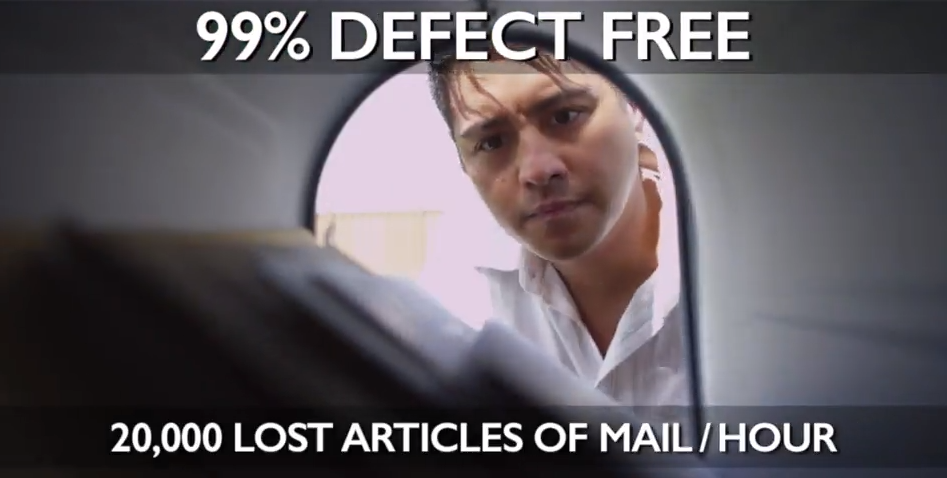 99% DEFECT FREE
20,000 LOST ARTICLES OF MAIL/HOUR